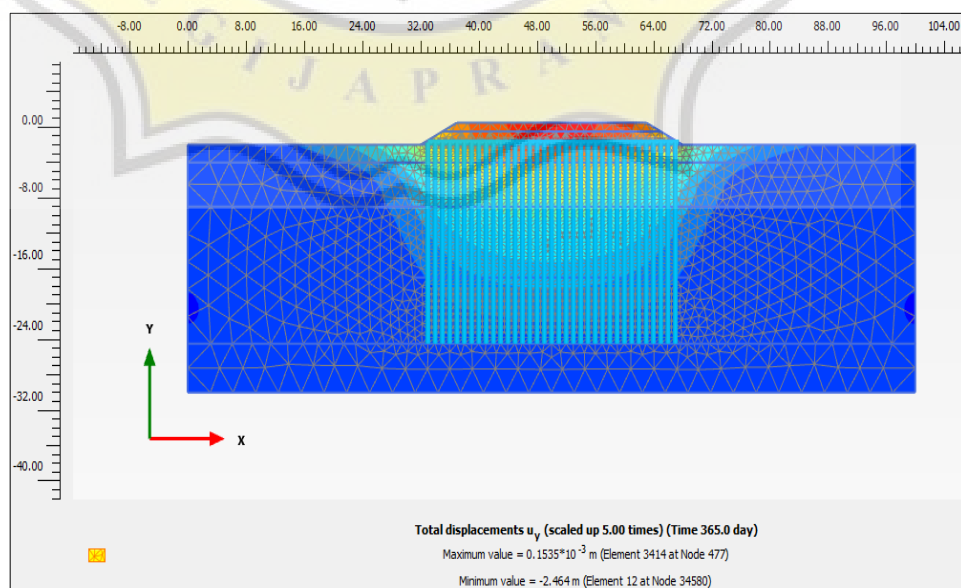 -8.00 0.00 8.00 16.00 24.00 32.00 40.00 48.00 56.00 64.00 72.00 80.00 88.00 96.00 104.00
G I J A P R A N
0.00
-8.00
-16.00
-24.00
-32.00
-40.00
Y
X
Total displacements u_y (scaled up 5.00 times) (Time 365.0 day)
Maximum value = 0.1535*10^-3 m (Element 3414 at Node 477)
Minimum value = -2.464 m (Element 12 at Node 34580)